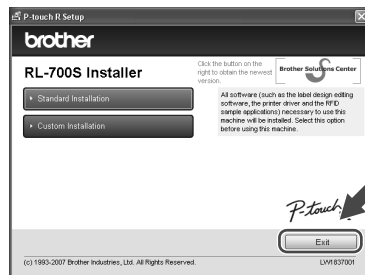 P-touch R Setup
brother
RL-700S Installer
Click the button on the
right to obtain the newest
version.
Brother Solutions Center
Standard Installation
Custom Installation
All software (such as the label design editing
software, the printer driver and the RFID
sample applications) necessary to use this
machine will be installed. Select this option
before using this machine.
P-touch
Exit
(c) 1993-2007 Brother Industries, Ltd. All Rights Reserved.
LW1837001